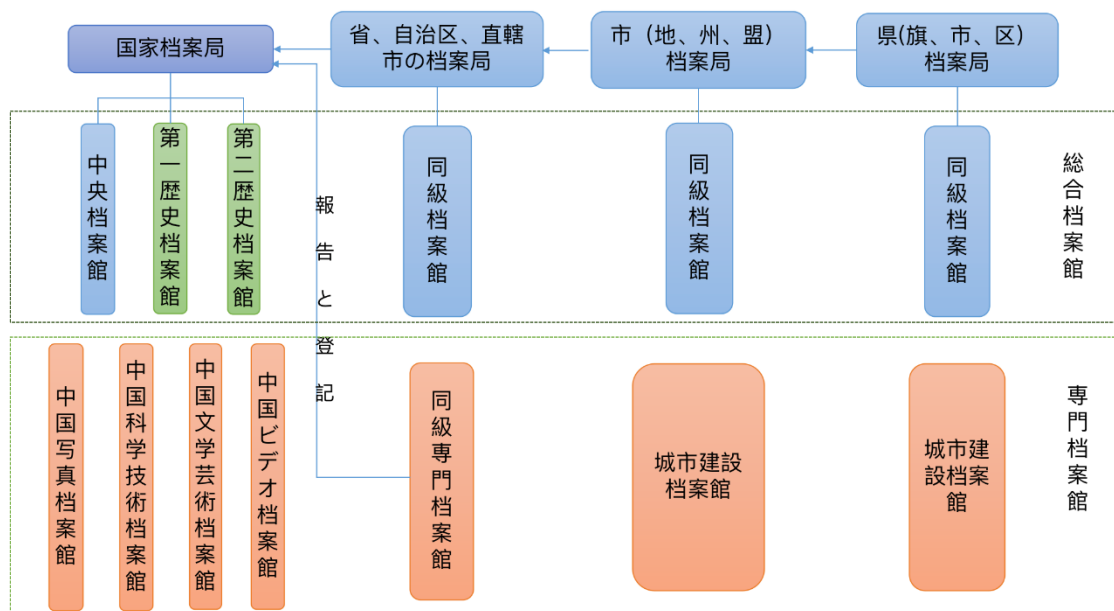 国家档案局
省、自治区、直轄
市の档案局
市（地、州、盟）
档案局
県(旗、市、区)
档案局
中央档案館
第一歴史档案館
第二歴史档案館
報告と登記
同級档案館
同級档案館
同級档案館
総合档案館
中国写真档案館
中国科学技術档案館
中国文学芸術档案館
中国ビデオ档案館
同級専門档案館
城市建設
档案館
城市建
設档案
館
専門档案館